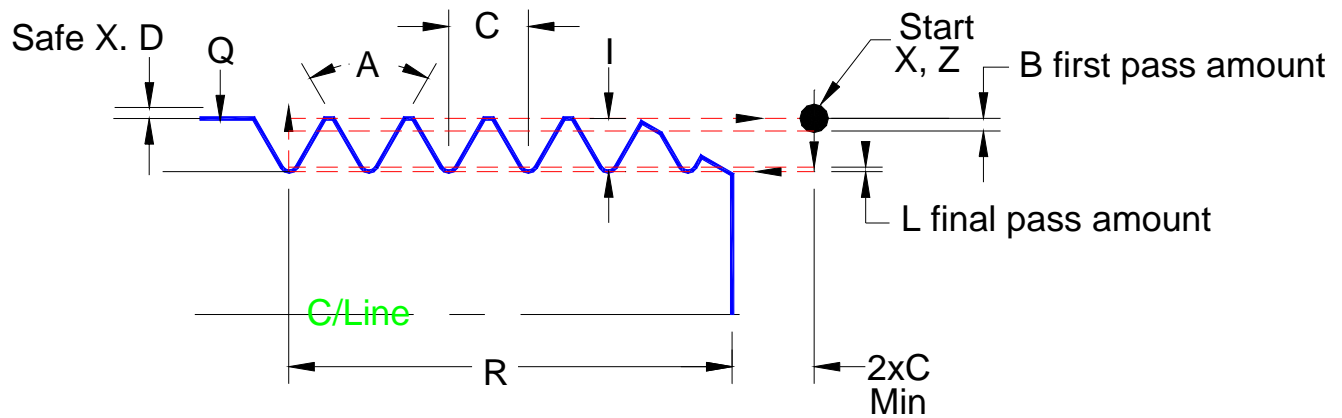 Safe X. D
Q
A
C
I
Start
X, Z
B first pass amount
L final pass amount
C/Line
R
2xC
Min